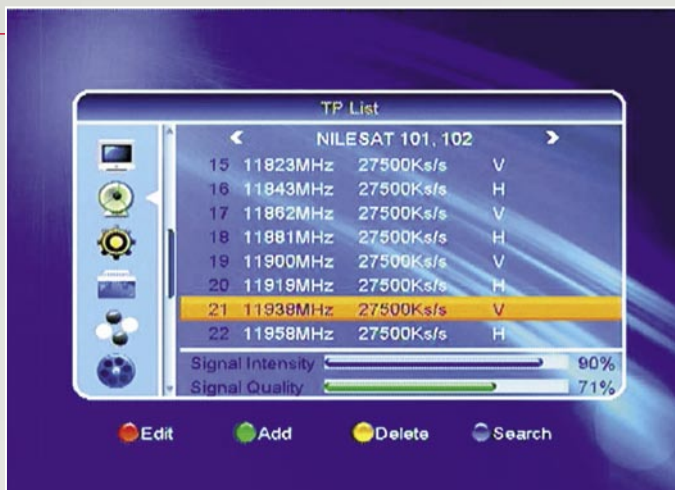 TP List
NILESAT 101, 102
15 11823MHz 27500Ks/s V
16 11843MHz 27500Ks/s H
17 11862MHz 27500Ks/s V
18 11881MHz 27500Ks/s H
19 11900MHz 27500Ks/s V
20 11919MHz 27500Ks/s H
21 11938MHz 27500Ks/s V
22 11958MHz 27500Ks/s H
Signal Intensity 90%
Signal Quality 71%
Edit Add Delete Search